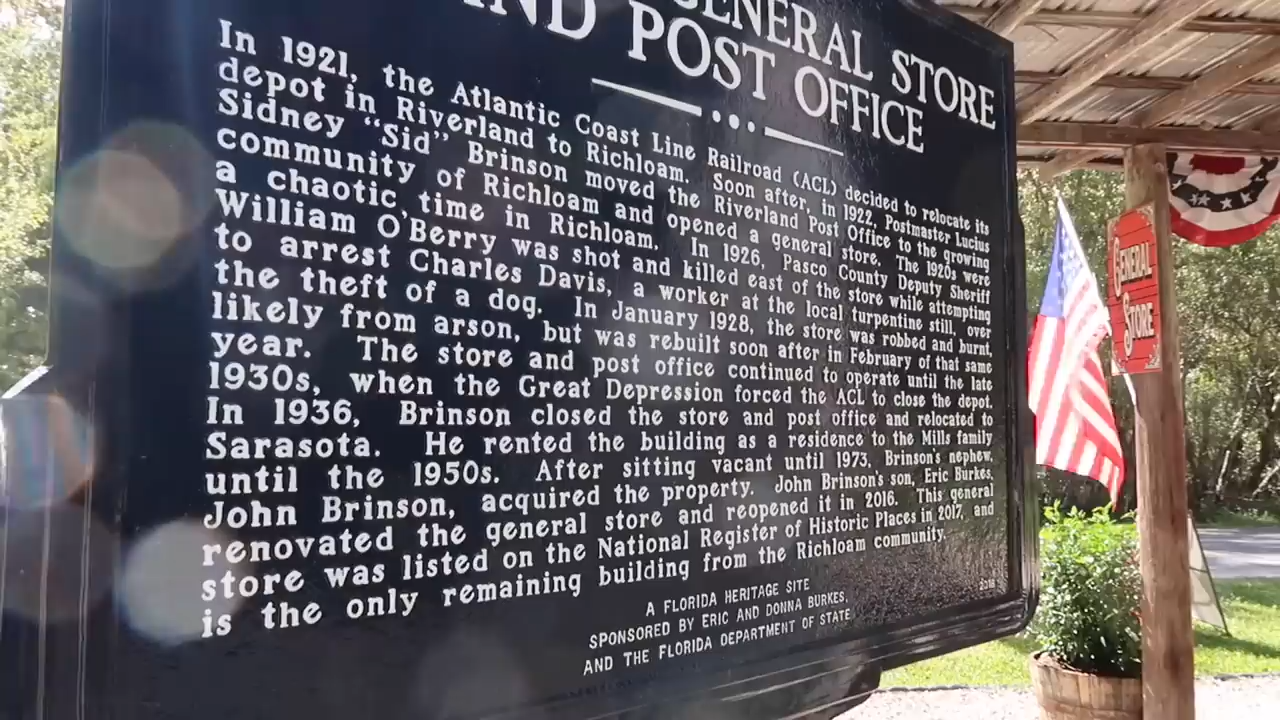 GENERAL STORE
AND POST OFFICE
In 1921, the Atlantic Coast Line Railroad (ACL) decided to relocate its
depot in Riverland to Richloam. Soon after, in 1922, Postmaster Lucius
Sidney “Sid” Brinson moved the Riverland Post Office to the growing
community of Richloam and opened a general store. The 1920s were
a chaotic time in Richloam. In 1926, Pasco County Deputy Sheriff
William O'Berry was shot and killed east of the store while attempting
to arrest Charles Davis, a worker at the local turpentine still, over
the theft of a dog. In January 1928, the store was robbed and burnt,
likely from arson, but was rebuilt soon after in February of that same
year. The store and post office continued to operate until the late
1930s, when the Great Depression forced the ACL to close the depot.
In 1936, Brinson closed the store and post office and relocated to
Sarasota. He rented the building as a residence to the Mills family
until the 1950s. After sitting vacant until 1973, Brinson's nephew,
John Brinson, acquired the property. John Brinson's son, Eric Burkes,
renovated the general store and reopened it in 2016. This general
store was listed on the National Register of Historic Places in 2017, and
is the only remaining building from the Richloam community.
A FLORIDA HERITAGE SITE
SPONSORED BY ERIC AND DONNA BURKES,
AND THE FLORIDA DEPARTMENT OF STATE
2018
GENERAL
STORE